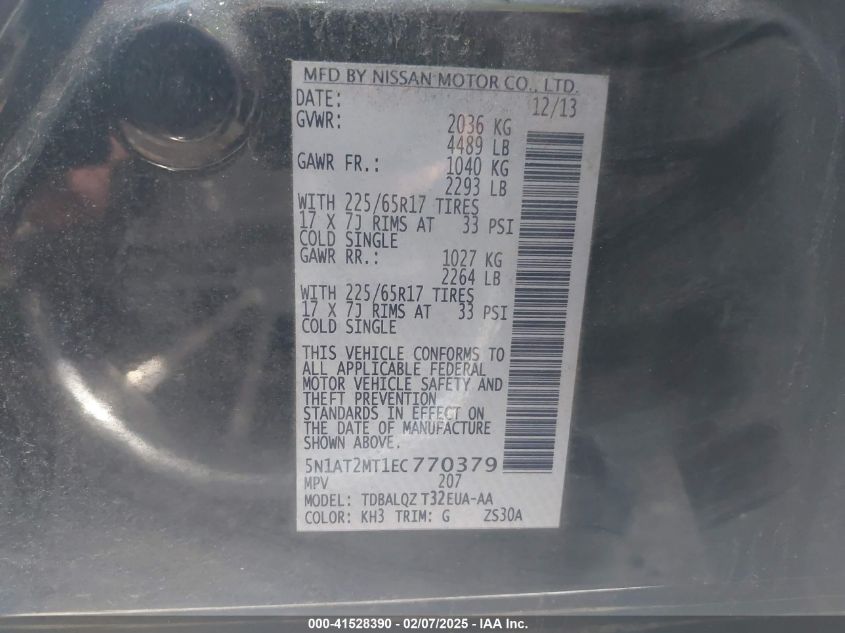 MFD BY NISSAN MOTOR CO., LTD.
DATE: 12/13
GVWR: 2036 KG
4489 LB
GAWR FR.: 1040 KG
2293 LB
WITH 225/65R17 TIRES
17 X 7J RIMS AT 33 PSI
COLD SINGLE
GAWR RR.: 1027 KG
2264 LB
WITH 225/65R17 TIRES
17 X 7J RIMS AT 33 PSI
COLD SINGLE
THIS VEHICLE CONFORMS TO
ALL APPLICABLE FEDERAL
MOTOR VEHICLE SAFETY AND
THEFT PREVENTION
STANDARDS IN EFFECT ON
THE DATE OF MANUFACTURE
SHOWN ABOVE.
5N1AT2MT1EC770379
MPV 207
MODEL: TDBALQZ T32EUA-AA
COLOR: KH3 TRIM: G ZS30A
000-41528390 - 02/07/2025 - IAA Inc.